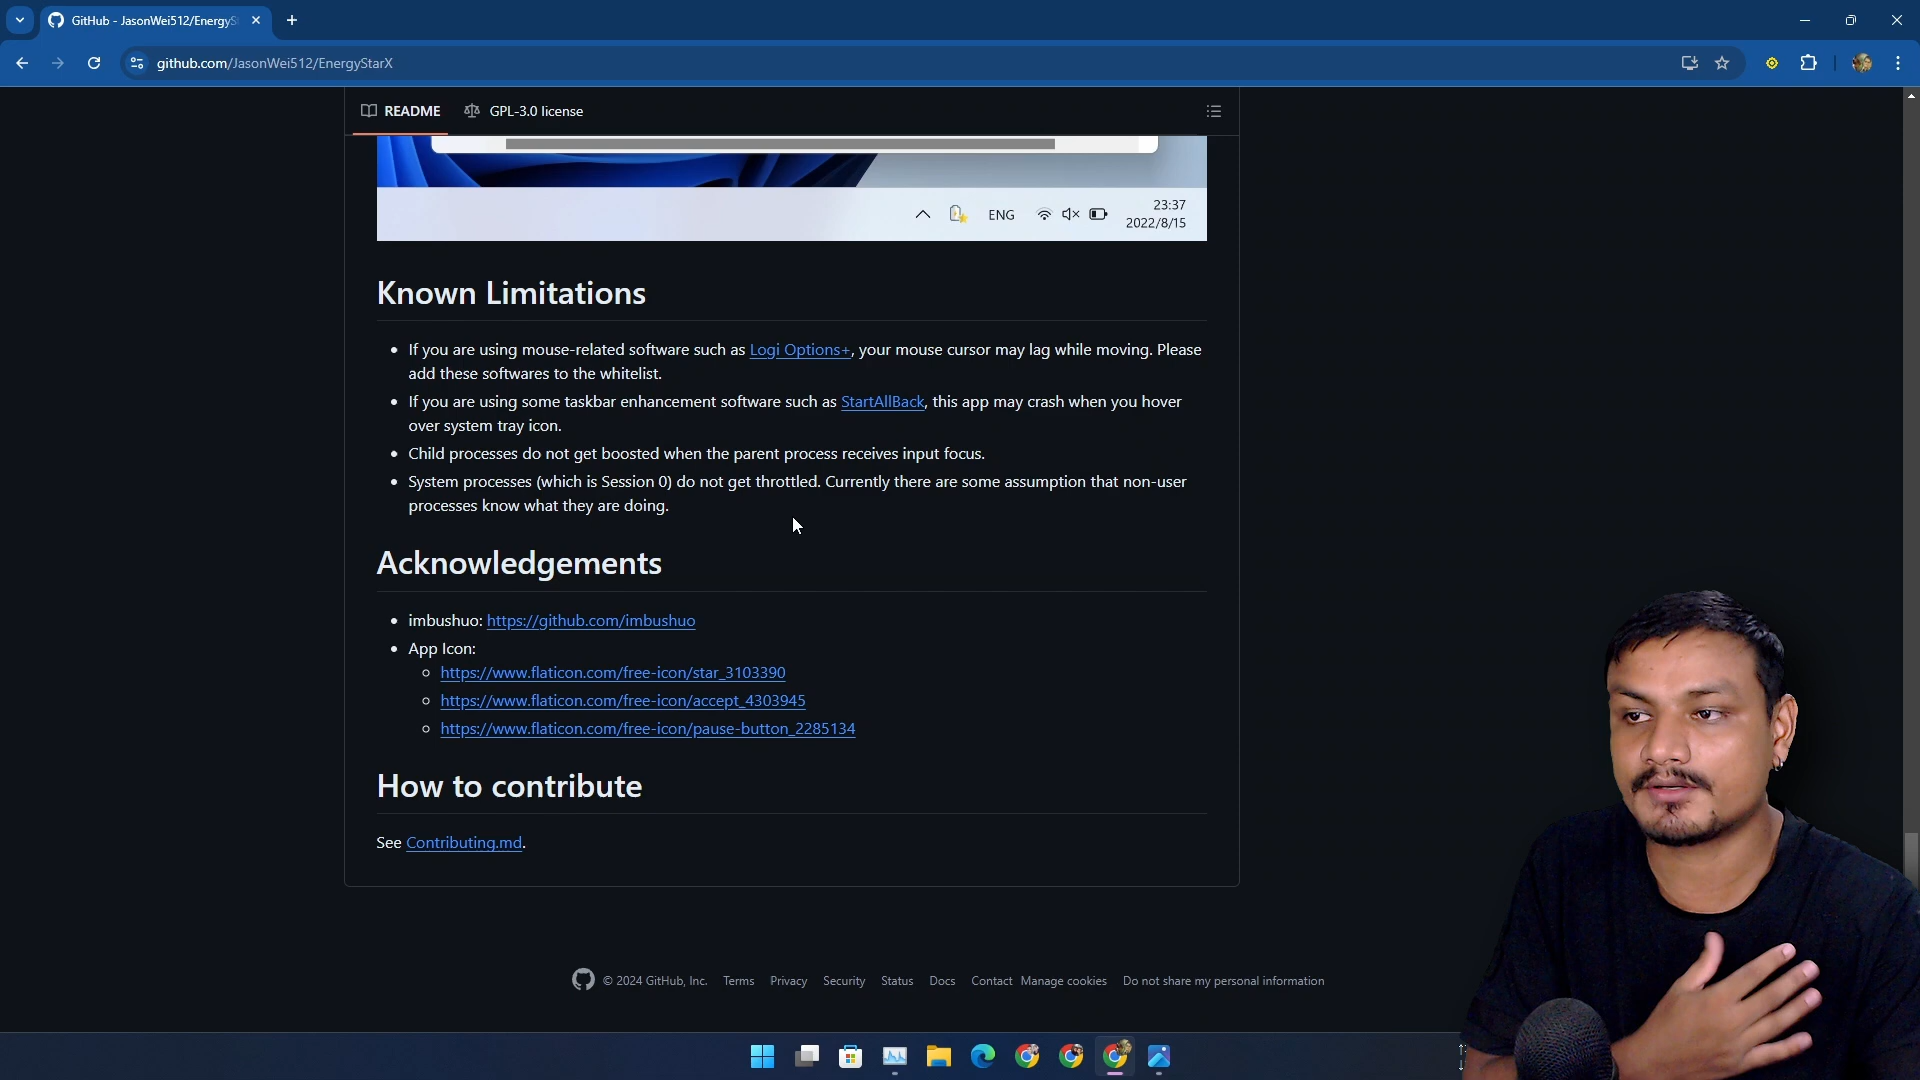 GitHub - JasonWei512/EnergyS
github.com/JasonWei512/EnergyStarX
README
GPL-3.0 license
ENG
23:37
2022/8/15
Known Limitations
If you are using mouse-related software such as Logi Options+, your mouse cursor may lag while moving. Please
add these softwares to the whitelist.
If you are using some taskbar enhancement software such as StartAllBack, this app may crash when you hover
over system tray icon.
Child processes do not get boosted when the parent process receives input focus.
System processes (which is Session 0) do not get throttled. Currently there are some assumption that non-user
processes know what they are doing.
Acknowledgements
imbushuo: https://github.com/imbushuo
App Icon:
https://www.flaticon.com/free-icon/star_3103390
https://www.flaticon.com/free-icon/accept_4303945
https://www.flaticon.com/free-icon/pause-button_2285134
How to contribute
See Contributing.md.
© 2024 GitHub, Inc. Terms Privacy Security Status Docs Contact Manage cookies Do not share my personal information